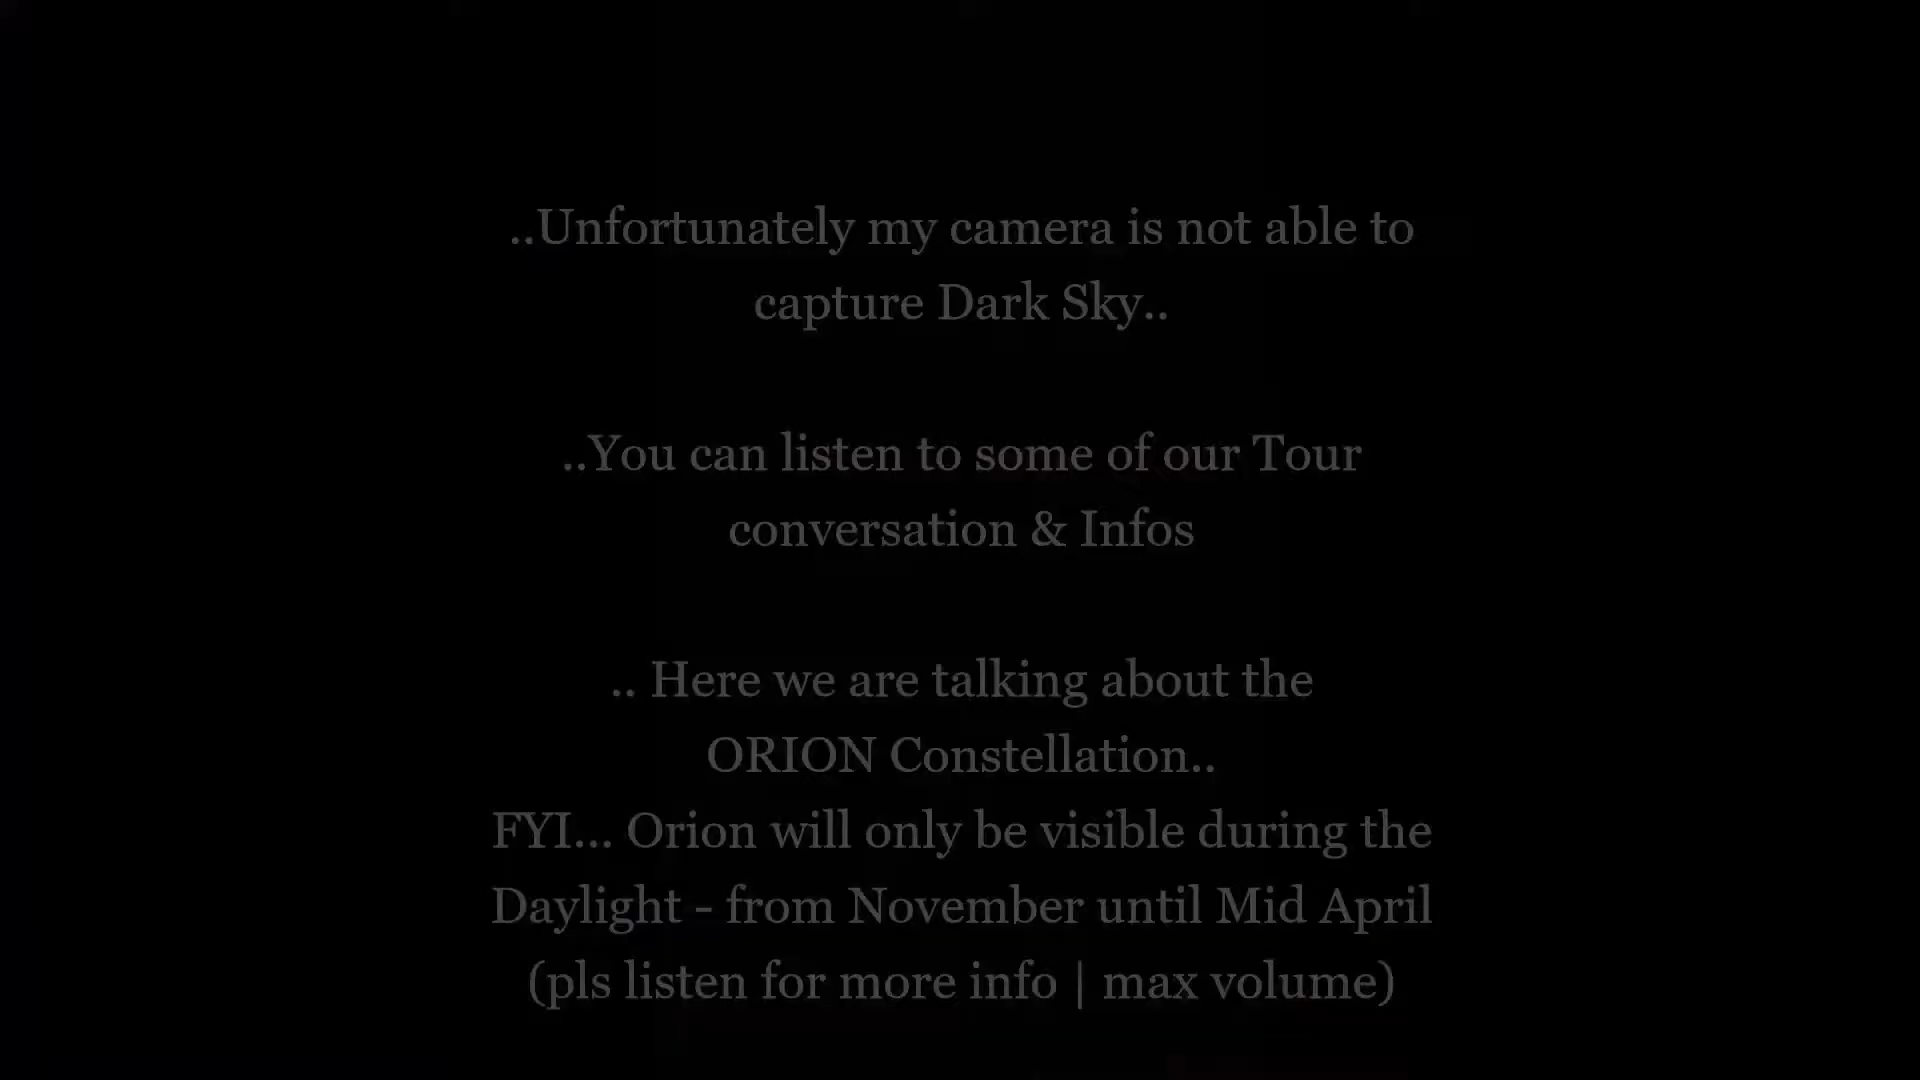 ..Unfortunately my camera is not able to
capture Dark Sky..
..You can listen to some of our Tour
conversation & Infos
.. Here we are talking about the
ORION Constellation..
FYI... Orion will only be visible during the
Daylight - from November until Mid April
(pls listen for more info | max volume)